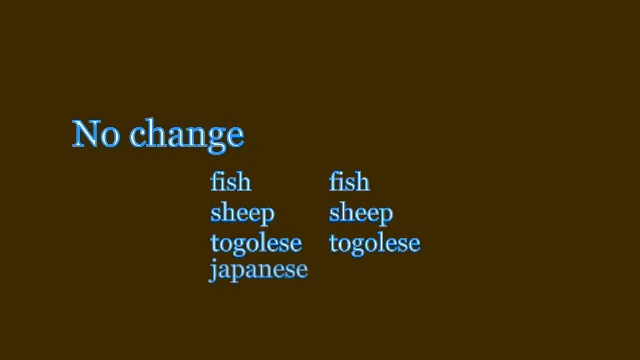 No change
fish fish
sheep sheep
togolese togolese
japanese